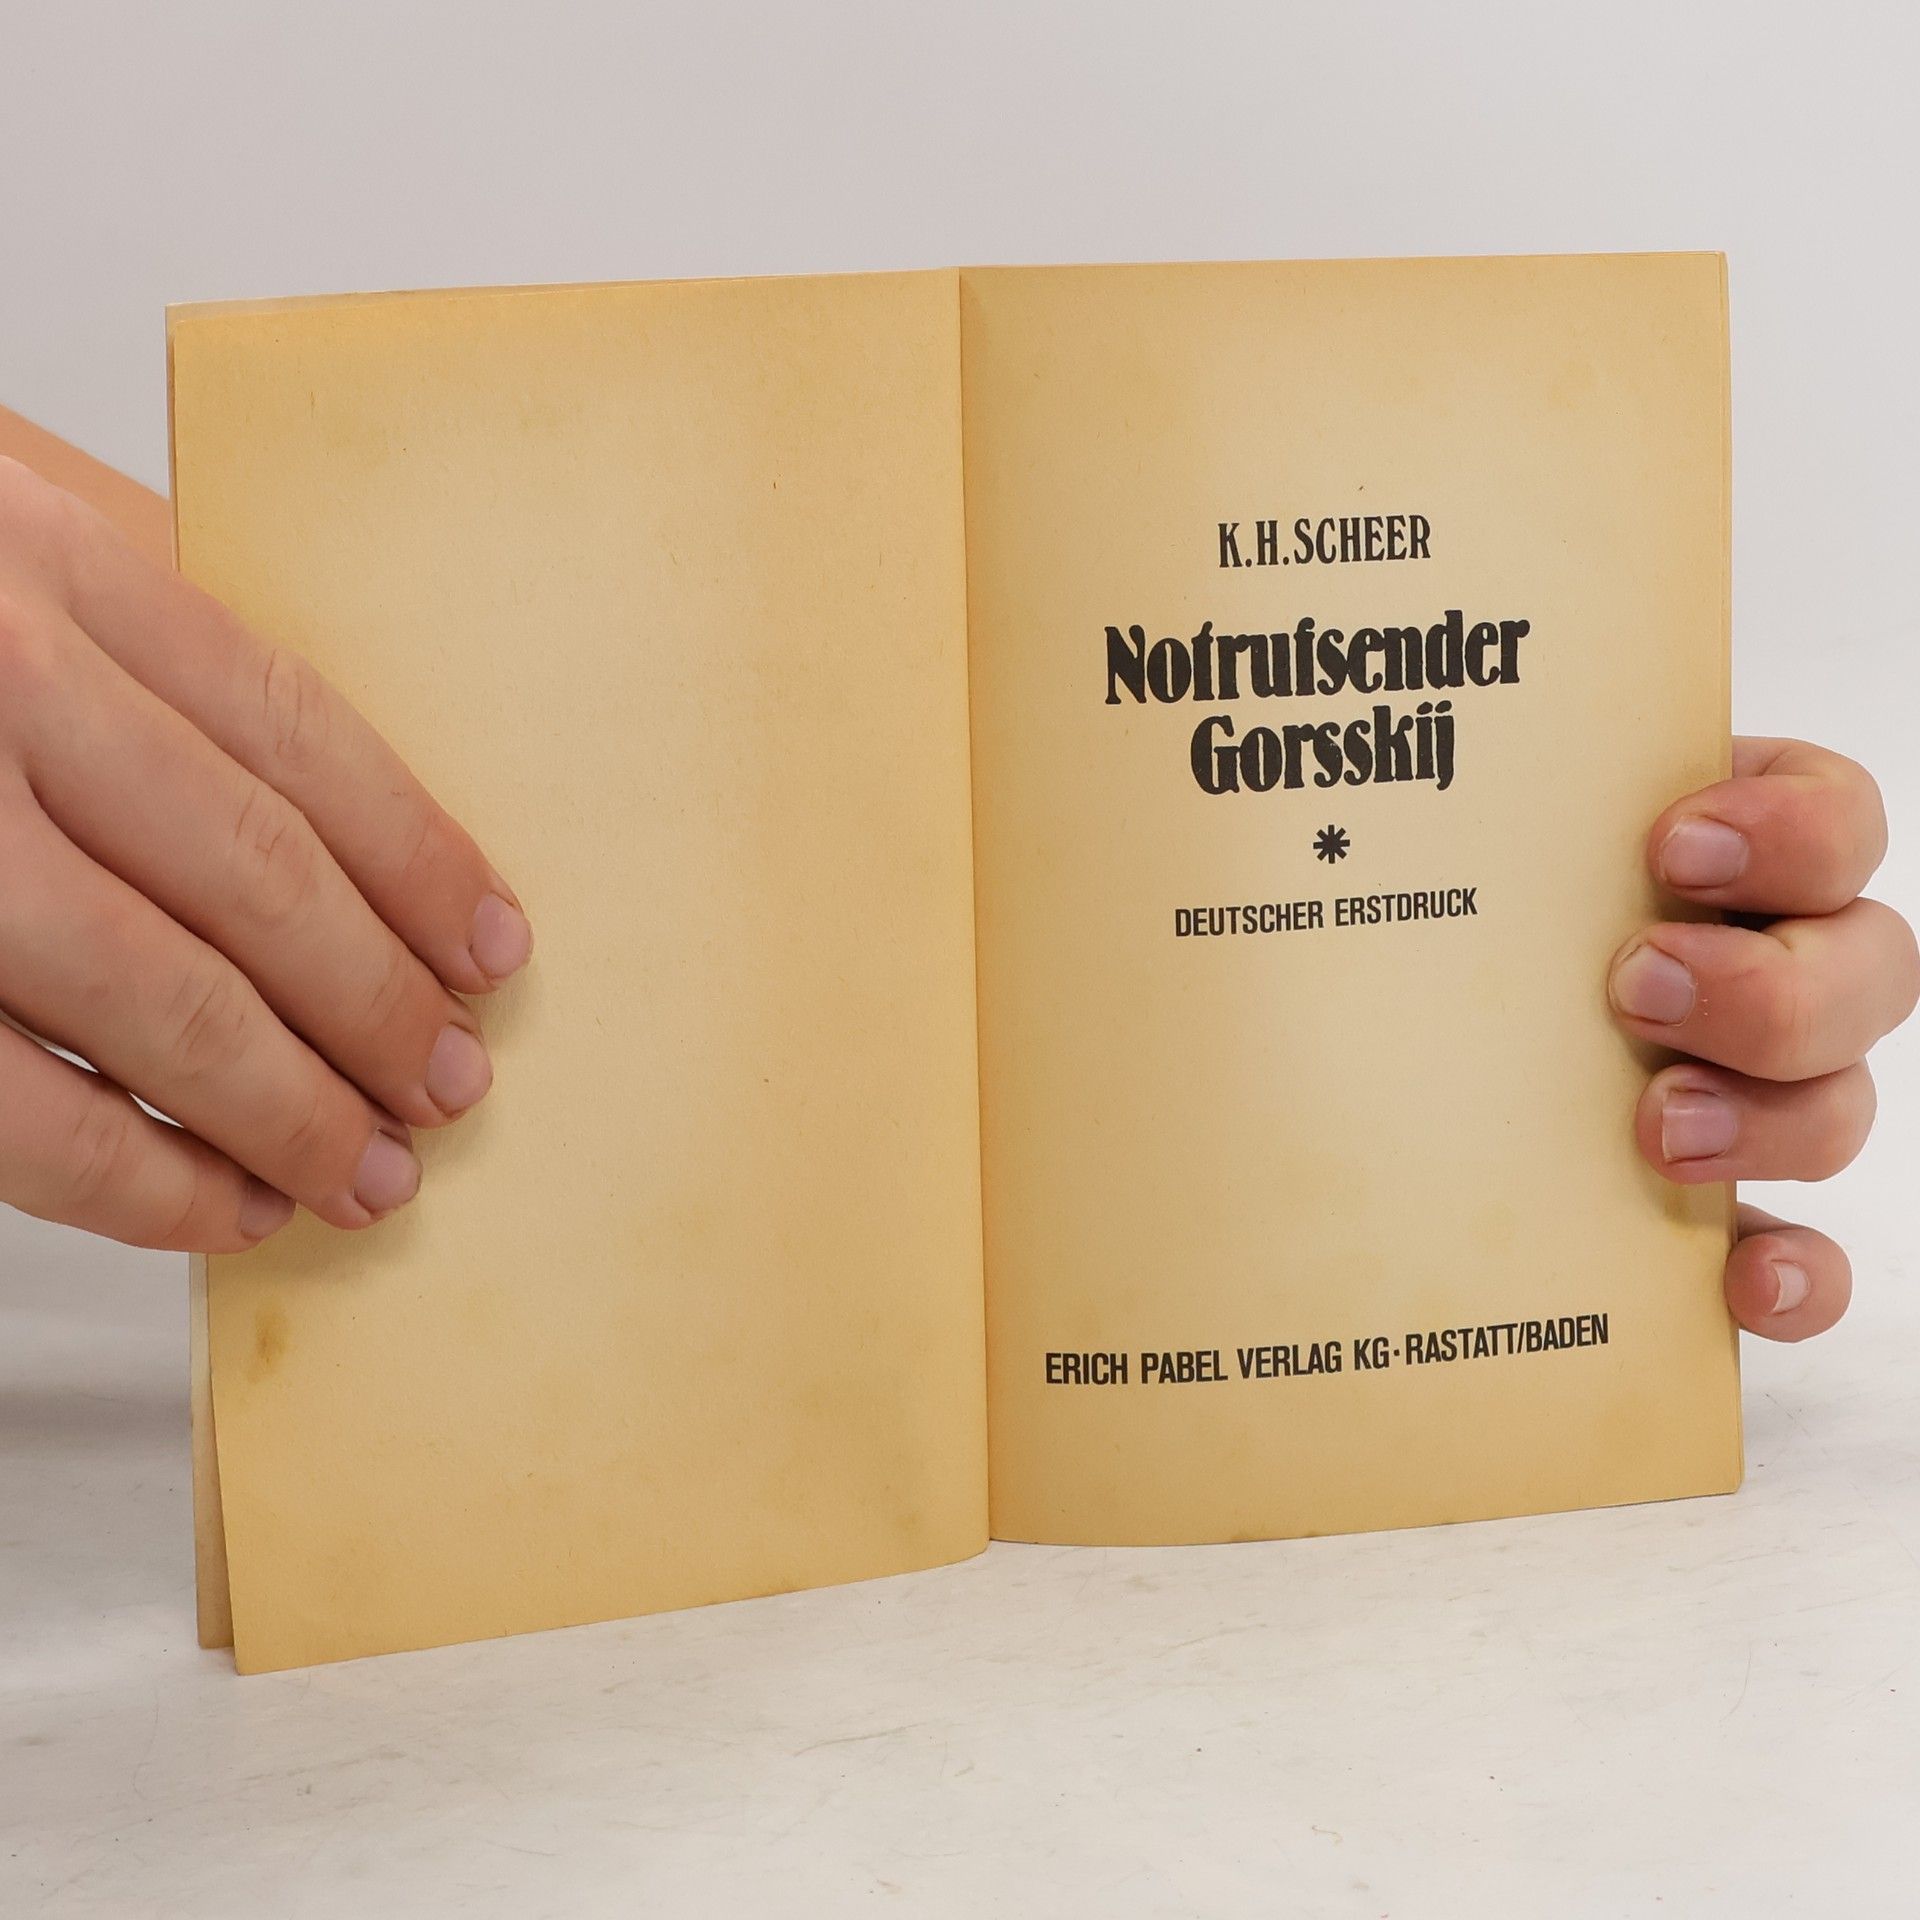 K.H.SCHEER
Notrufsender
Gorsskij
*
DEUTSCHER ERSTDRUCK
ERICH PABEL VERLAG KG·RASTATT/BADEN